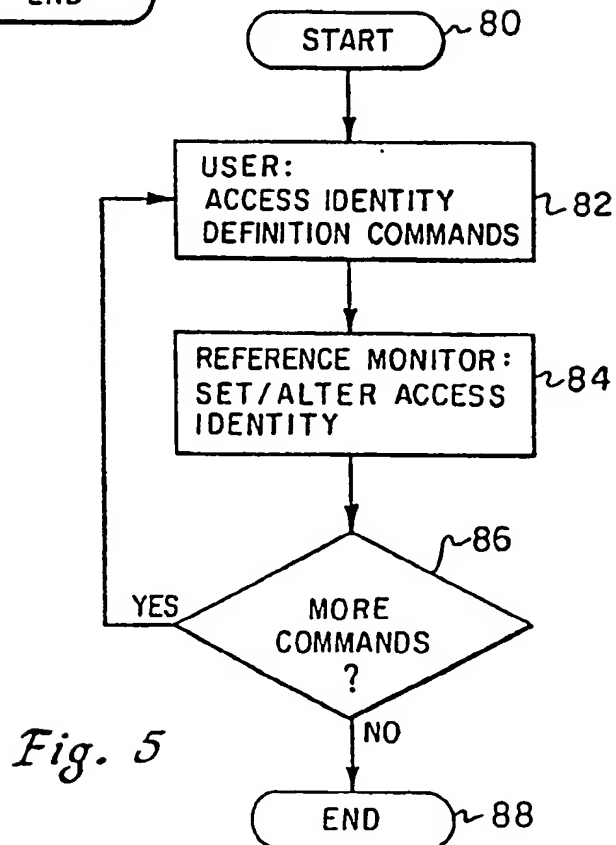 END
START
80
USER:
ACCESS IDENTITY
DEFINITION COMMANDS
82
REFERENCE MONITOR:
SET/ALTER ACCESS
IDENTITY
84
86
YES
MORE
COMMANDS
?
NO
Fig. 5
END
88